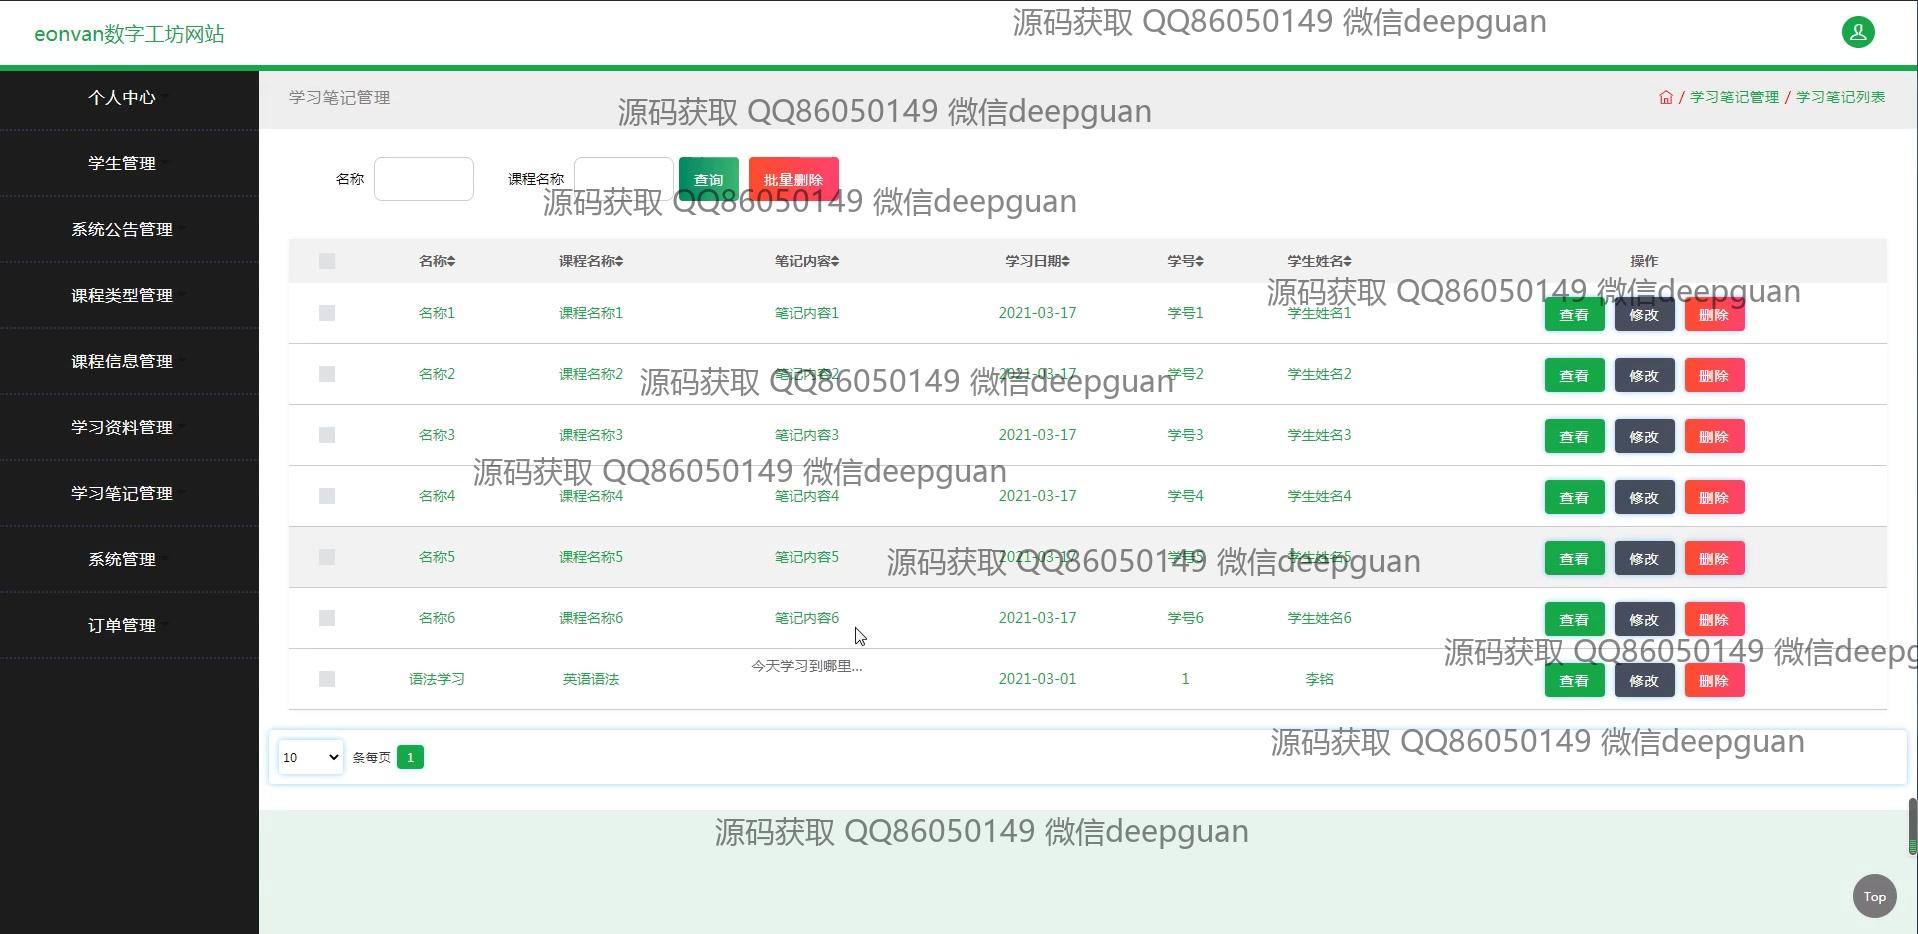 源码获取 QQ86050149 微信deepguan
eonvan数字工坊网站
个人中心
学生管理
系统公告管理
课程类型管理
课程信息管理
学习资料管理
学习笔记管理
系统管理
订单管理
学习笔记管理
/ 学习笔记管理 / 学习笔记列表
源码获取 QQ86050149 微信deepguan
名称 课程名称 查询 批量删除
源码获取 QQ86050149 微信deepguan
名称 课程名称 笔记内容 学习日期 学号 学生姓名 操作
源码获取 QQ86050149 微信deepguan
名称1 课程名称1 笔记内容1 2021-03-17 学号1 学生姓名1 查看 修改 删除
名称2 课程名称2 笔记内容2 2021-03-17 学号2 学生姓名2 查看 修改 删除
源码获取 QQ86050149 微信deepguan
名称3 课程名称3 笔记内容3 2021-03-17 学号3 学生姓名3 查看 修改 删除
源码获取 QQ86050149 微信deepguan
名称4 课程名称4 笔记内容4 2021-03-17 学号4 学生姓名4 查看 修改 删除
名称5 课程名称5 笔记内容5 2021-03-17 学号5 学生姓名5 查看 修改 删除
源码获取 QQ86050149 微信deepguan
名称6 课程名称6 笔记内容6 2021-03-17 学号6 学生姓名6 查看 修改 删除
源码获取 QQ86050149 微信deepg
语法学习 英语语法 今天学习到哪里... 2021-03-01 1 李铭 查看 修改 删除
源码获取 QQ86050149 微信deepguan
10 条每页 1
源码获取 QQ86050149 微信deepguan
Top